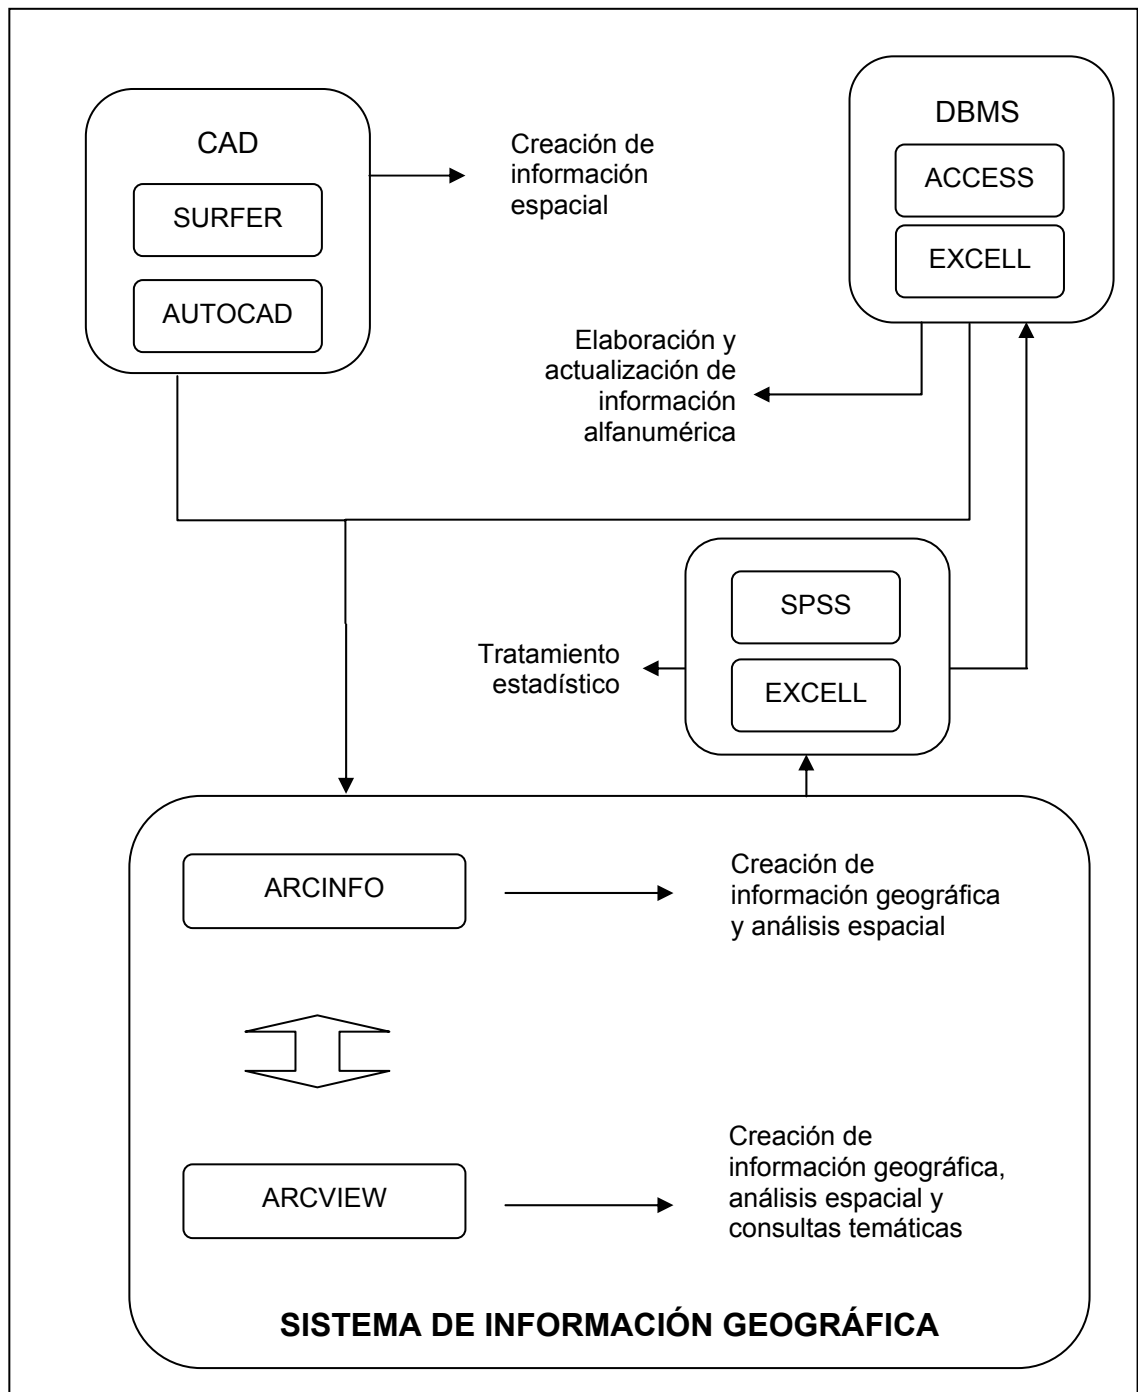 CAD
SURFER
AUTOCAD
Creación de
información
espacial
DBMS
ACCESS
EXCELL
Elaboración y
actualización de
información
alfanumérica
SPSS
EXCELL
Tratamiento
estadístico
ARCINFO
Creación de
información geográfica
y análisis espacial
ARCVIEW
Creación de
información geográfica,
análisis espacial y
consultas temáticas
SISTEMA DE INFORMACIÓN GEOGRÁFICA